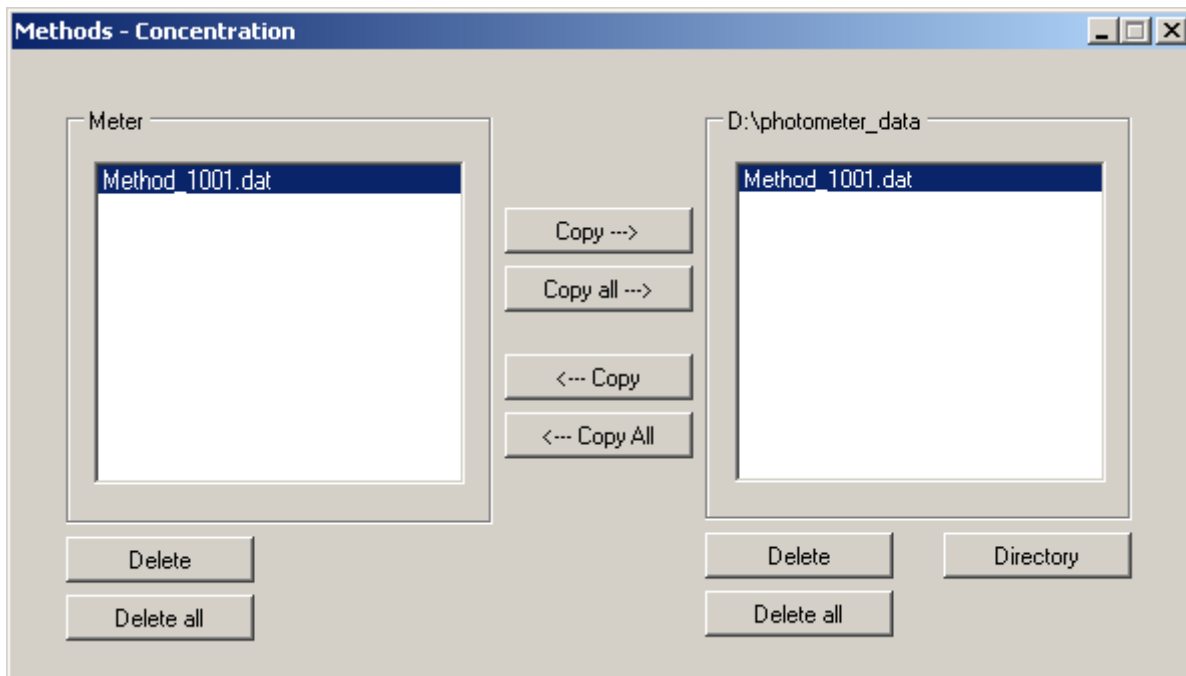 Methods - Concentration
Meter
Method_1001.dat
D:\photometer_data
Method_1001.dat
Copy --->
Copy all --->
<--- Copy
<--- Copy All
Delete
Delete all
Delete
Directory
Delete all